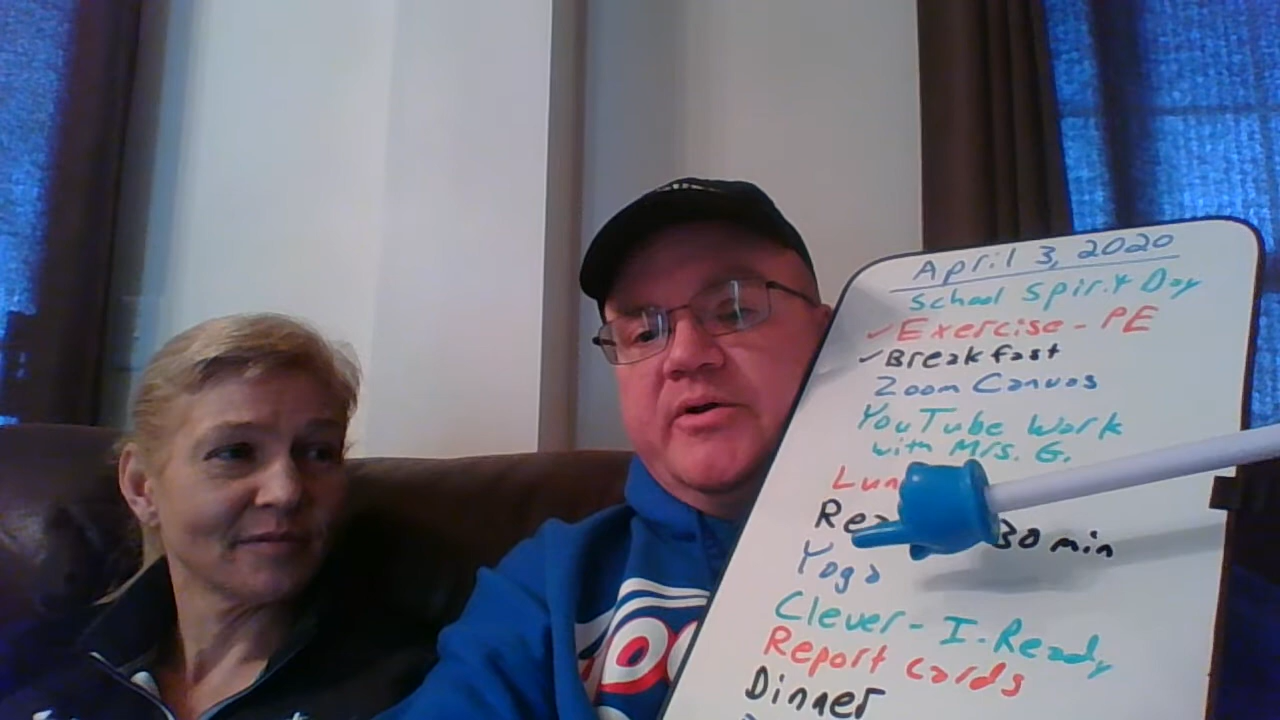 April 3, 2020
School Spirit Day
✓ Exercise - PE
✓ Breakfast
Zoom Canvas
YouTube Work
with Mrs. G.
30 min
Yoga
Clever - I-Ready
Report Cards
Dinner